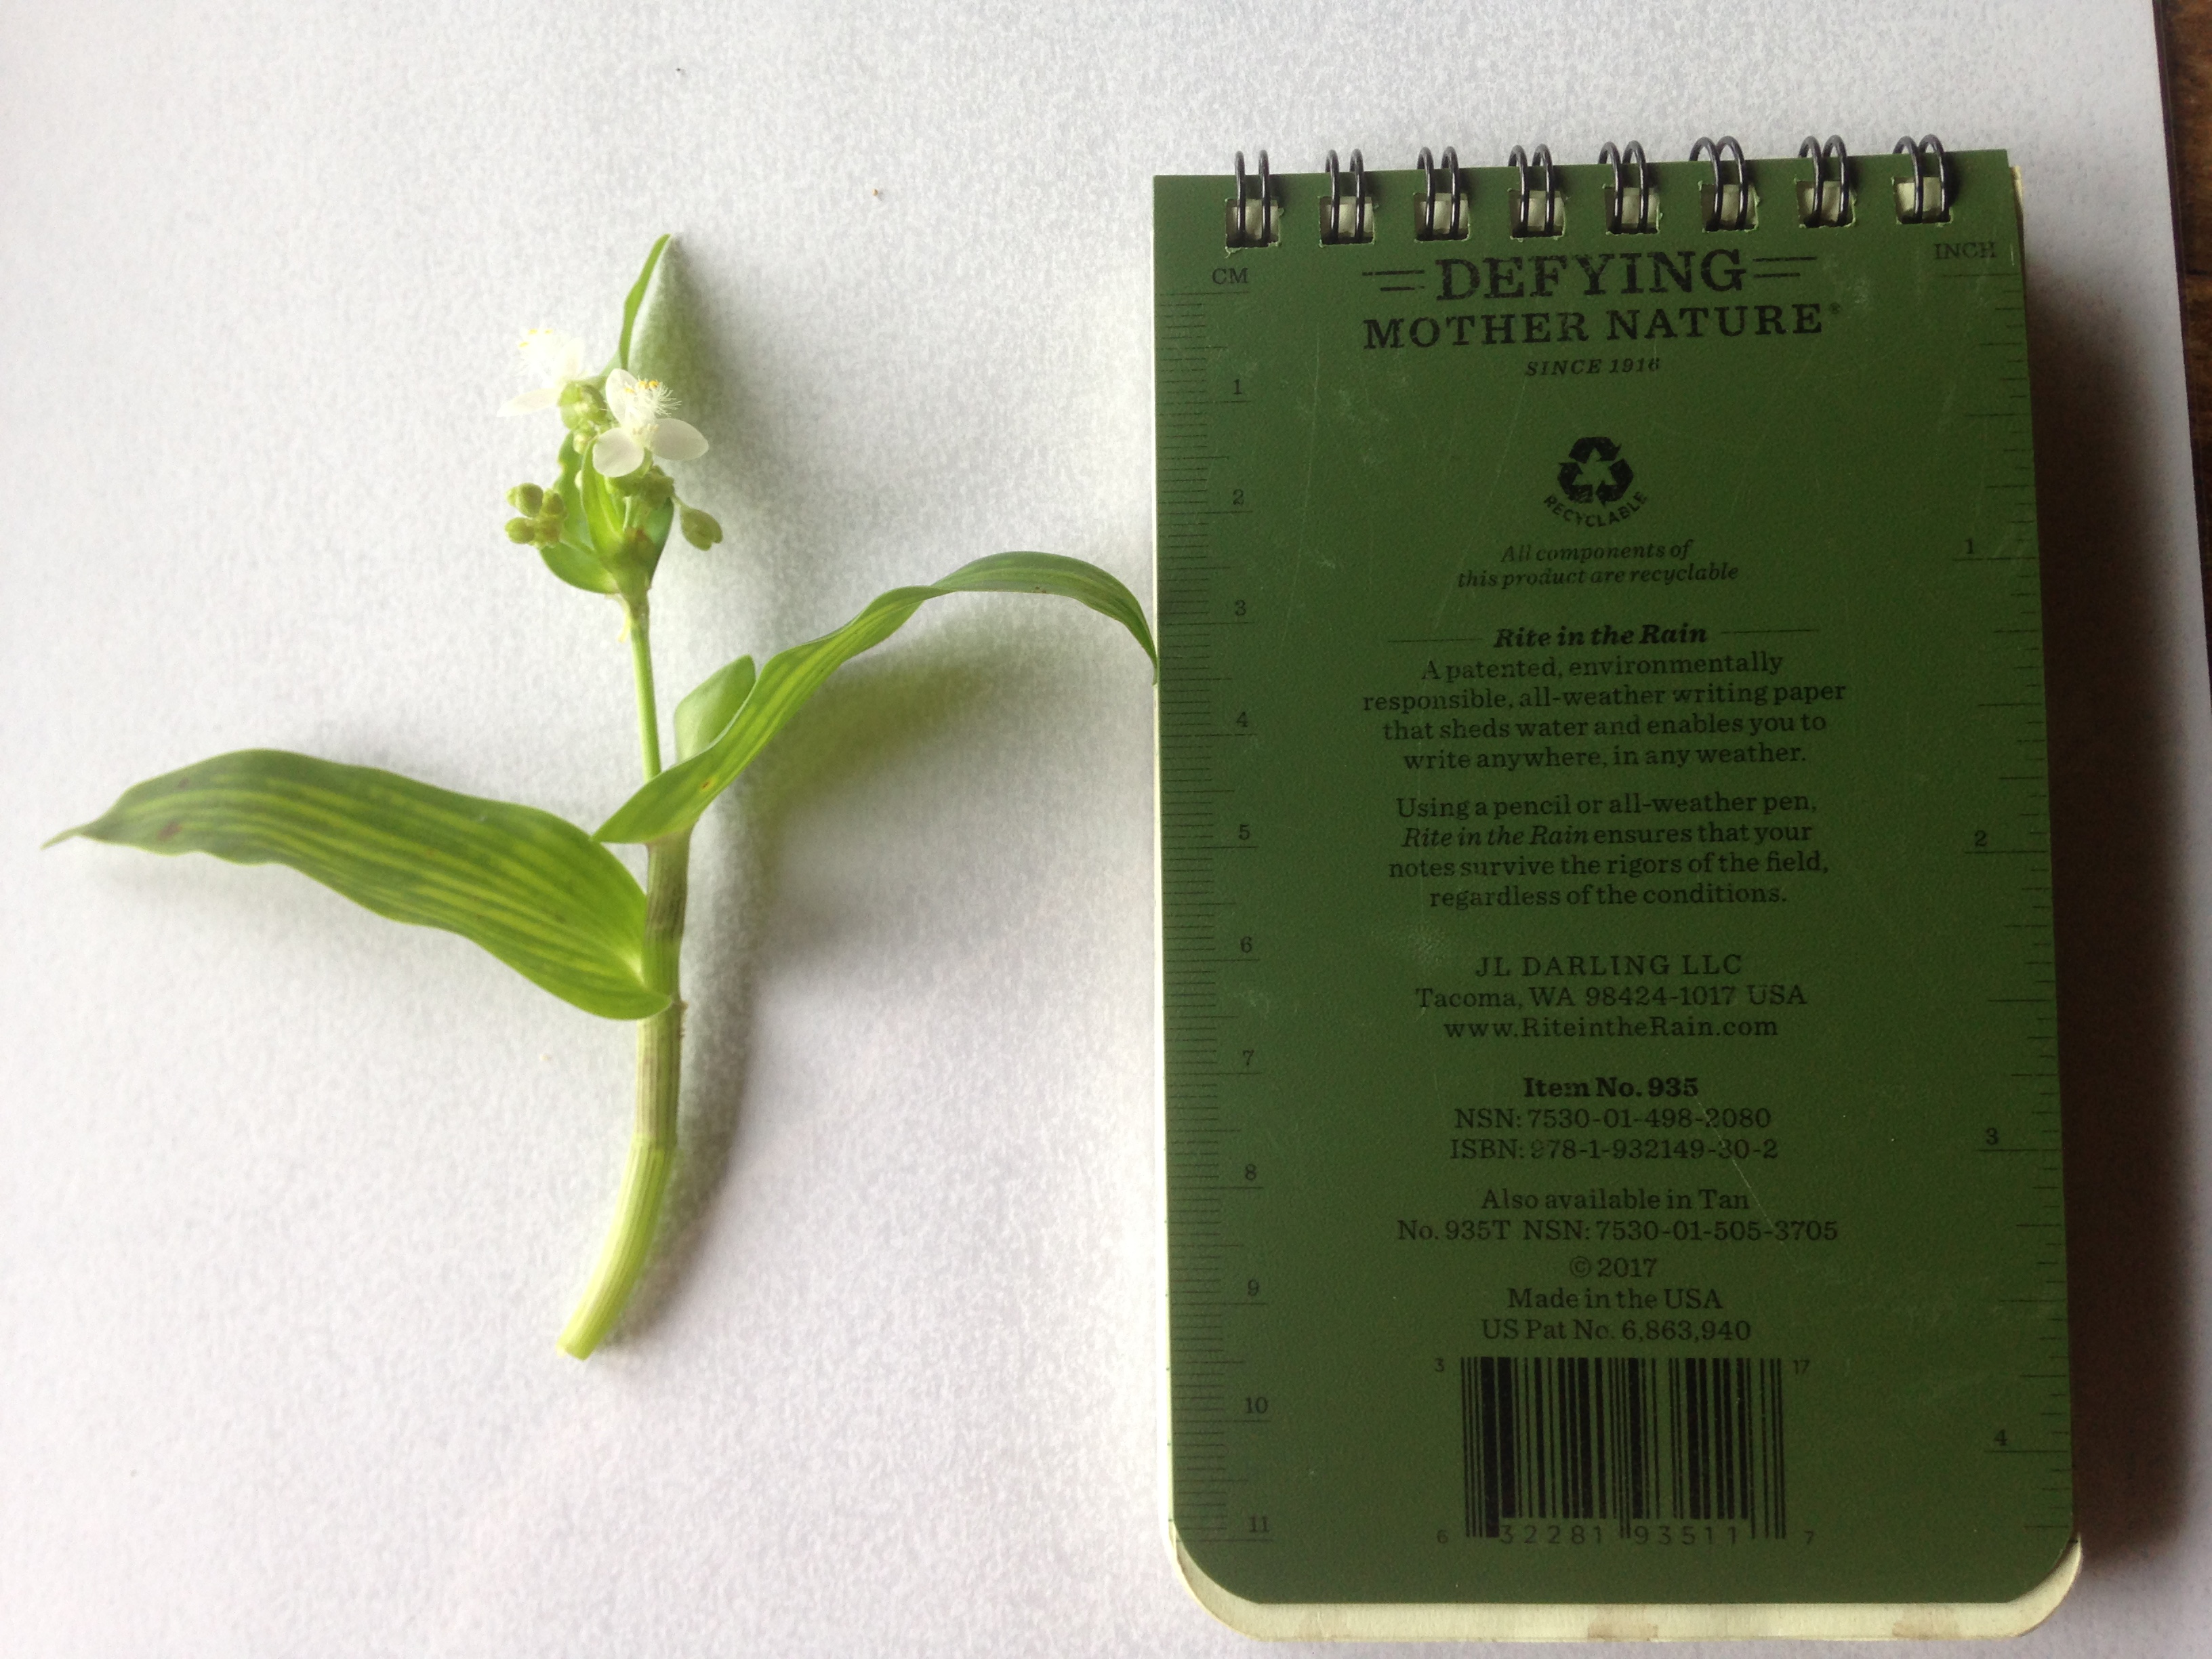 CM
1
2
3
4
5
6
7
8
9
10
11
DEFYING
MOTHER NATURE®
SINCE 1916
RECYCLABLE
All components of
this product are recyclable
Rite in the Rain
A patented, environmentally
responsible, all-weather writing paper
that sheds water and enables you to
write anywhere, in any weather.
Using a pencil or all-weather pen,
Rite in the Rain ensures that your
notes survive the rigors of the field,
regardless of the conditions.
JL DARLING LLC
Tacoma, WA 98424-1017 USA
www.RiteintheRain.com
Item No. 935
NSN: 7530-01-498-2080
ISBN: 978-1-932149-30-2
Also available in Tan
No. 935T NSN: 7530-01-505-3705
©2017
Made in the USA
US Pat No. 6,863,940
3 17
6 32281 93511 7
INCH
1
2
3
4